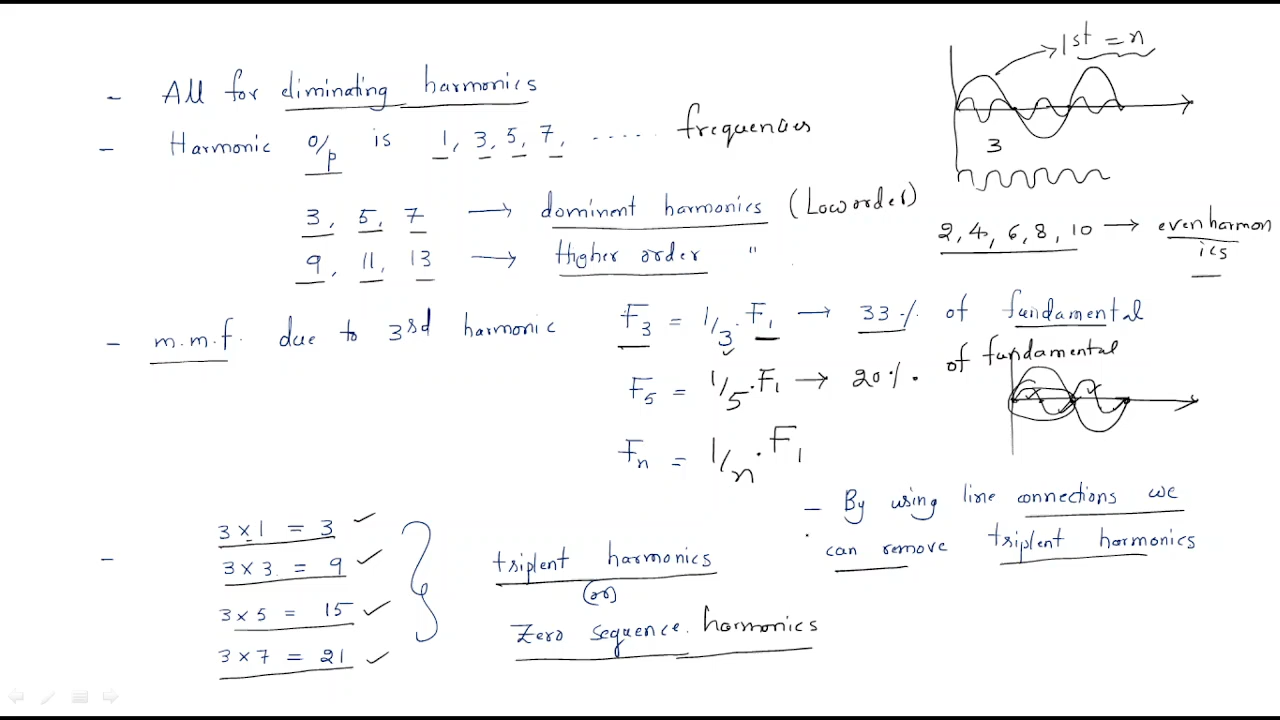 1st = n
- All for eliminating harmonics
- Harmonic o/p is 1, 3, 5, 7, ..... frequencies
3
3, 5, 7 → dominent harmonics (Low order)
2, 4, 6, 8, 10 → even harmon
ics
9, 11, 13 → Higher order "
- m.m.f. due to 3rd harmonic F3 = 1/3 . F1 → 33% of fundamental
F5 = 1/5 . F1 → 20% of fundamental
Fn = 1/n . F1
- By using line connections we
can remove triplent harmonics
- 3 x 1 = 3 ✓
3 x 3 = 9 ✓
3 x 5 = 15 ✓
3 x 7 = 21 ✓
triplent harmonics
(or)
Zero sequence harmonics